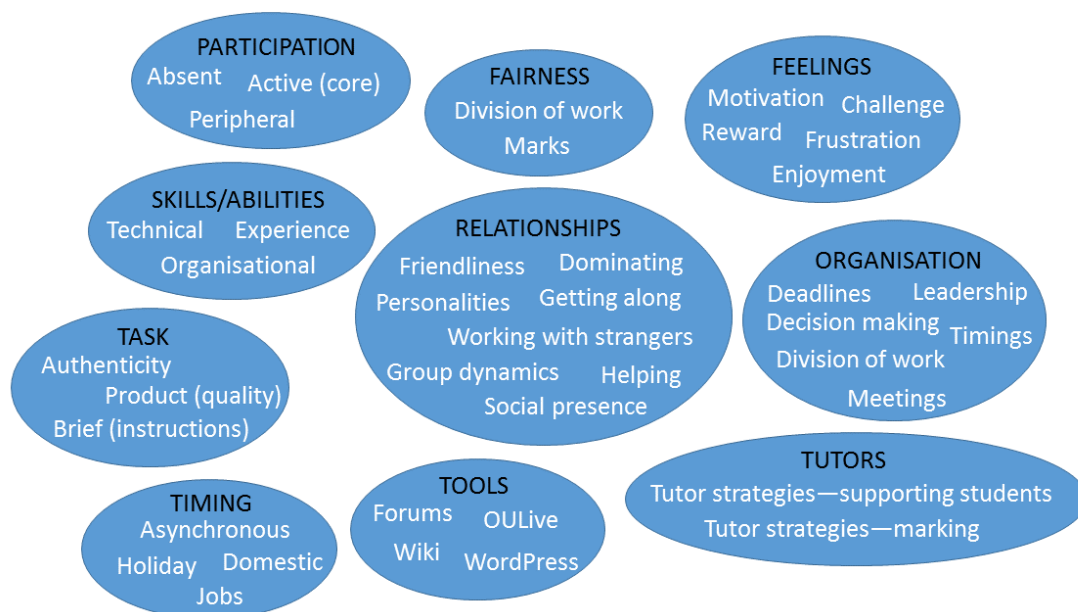 PARTICIPATION
Absent Active (core)
Peripheral
FAIRNESS
Division of work
Marks
FEELINGS
Motivation Challenge
Reward Frustration
Enjoyment
SKILLS/ABILITIES
Technical Experience
Organisational
RELATIONSHIPS
Friendliness Dominating
Personalities Getting along
Working with strangers
Group dynamics Helping
Social presence
ORGANISATION
Deadlines Leadership
Decision making Timings
Division of work
Meetings
TASK
Authenticity
Product (quality)
Brief (instructions)
TIMING
Asynchronous
Holiday Domestic
Jobs
TOOLS
Forums OULive
Wiki WordPress
TUTORS
Tutor strategies—supporting students
Tutor strategies—marking